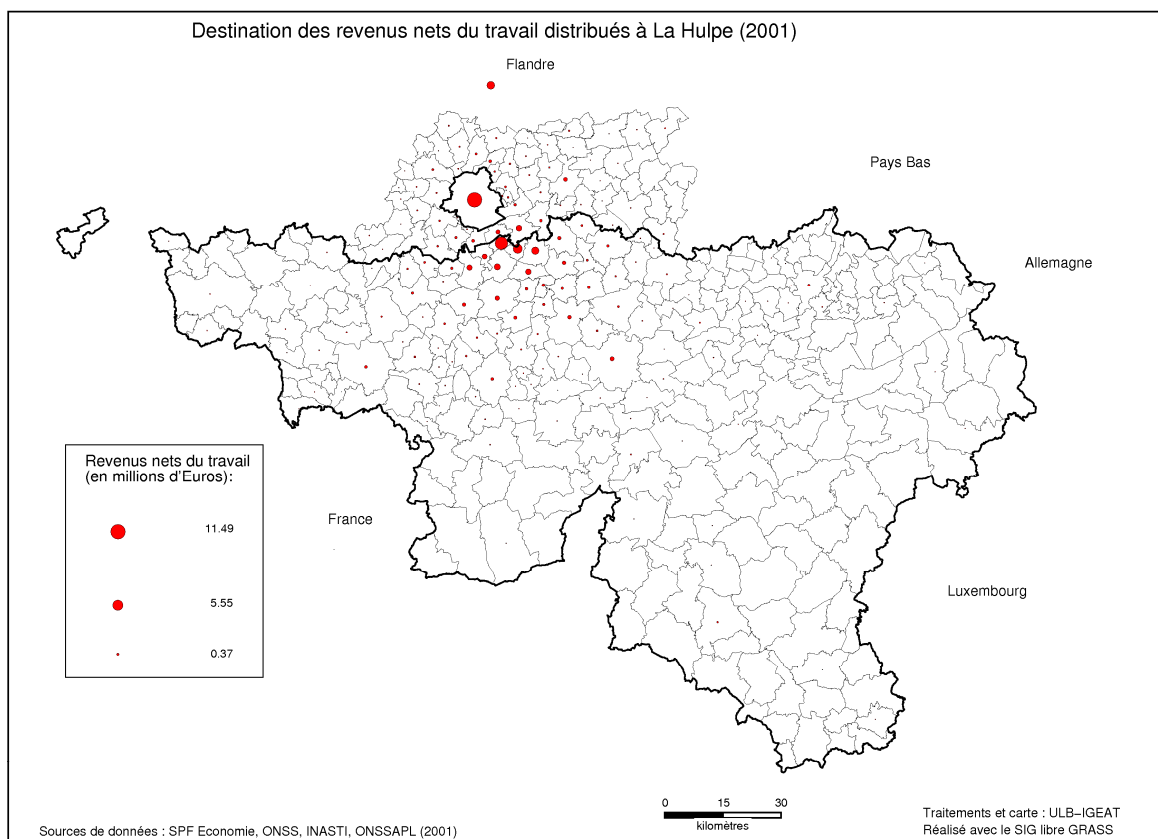 Destination des revenus nets du travail distribués à La Hulpe (2001)
Flandre
Pays Bas
Allemagne
Revenus nets du travail
(en millions d'Euros):
11.49
5.55
0.37
France
Luxembourg
0 15 30
kilomètres
Sources de données : SPF Economie, ONSS, INASTI, ONSSAPL (2001)
Traitements et carte : ULB-IGEAT
Réalisé avec le SIG libre GRASS